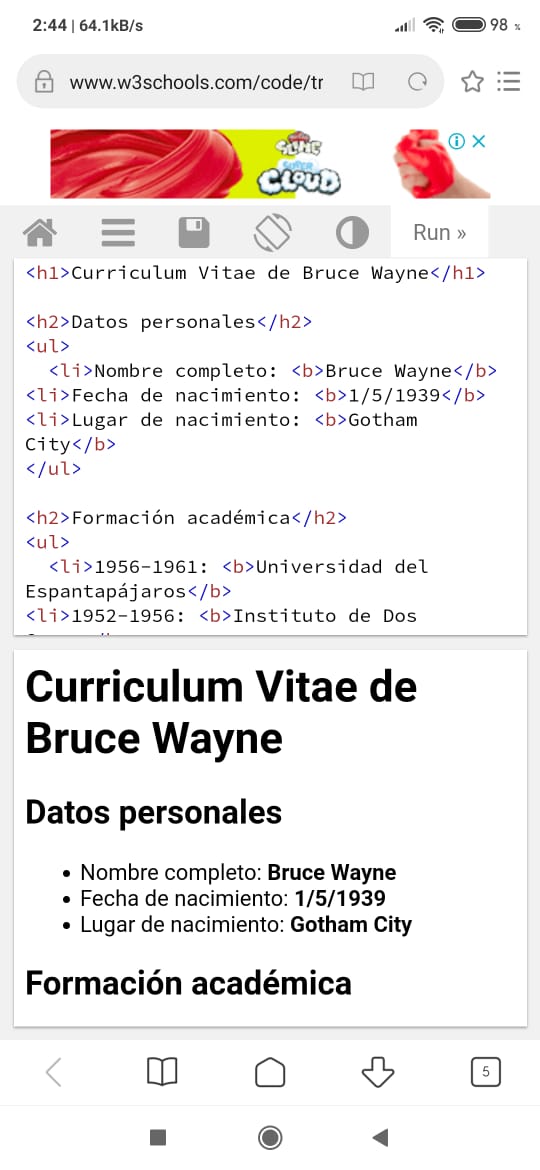 2:44 | 64.1kB/s
98 %
www.w3schools.com/code/tr
SLIME
SUPER
CLOUD
Run »
<h1>Curriculum Vitae de Bruce Wayne</h1>
<h2>Datos personales</h2>
<ul>
<li>Nombre completo: <b>Bruce Wayne</b>
<li>Fecha de nacimiento: <b>1/5/1939</b>
<li>Lugar de nacimiento: <b>Gotham
City</b>
</ul>
<h2>Formación académica</h2>
<ul>
<li>1956-1961: <b>Universidad del
Espantapájaros</b>
<li>1952-1956: <b>Instituto de Dos
Curriculum Vitae de
Bruce Wayne
Datos personales
• Nombre completo: Bruce Wayne
• Fecha de nacimiento: 1/5/1939
• Lugar de nacimiento: Gotham City
Formación académica
5